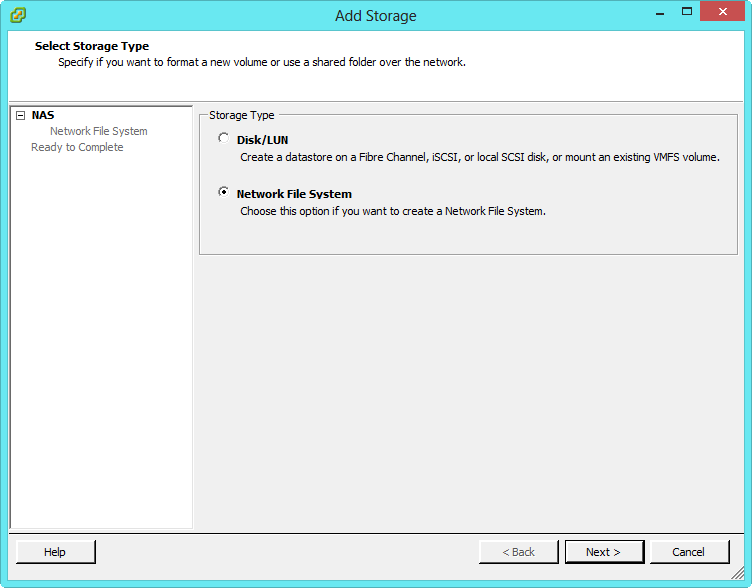 Add Storage
Select Storage Type
Specify if you want to format a new volume or use a shared folder over the network.
NAS
Network File System
Ready to Complete
Storage Type
Disk/LUN
Create a datastore on a Fibre Channel, iSCSI, or local SCSI disk, or mount an existing VMFS volume.
Network File System
Choose this option if you want to create a Network File System.
Help
< Back
Next >
Cancel